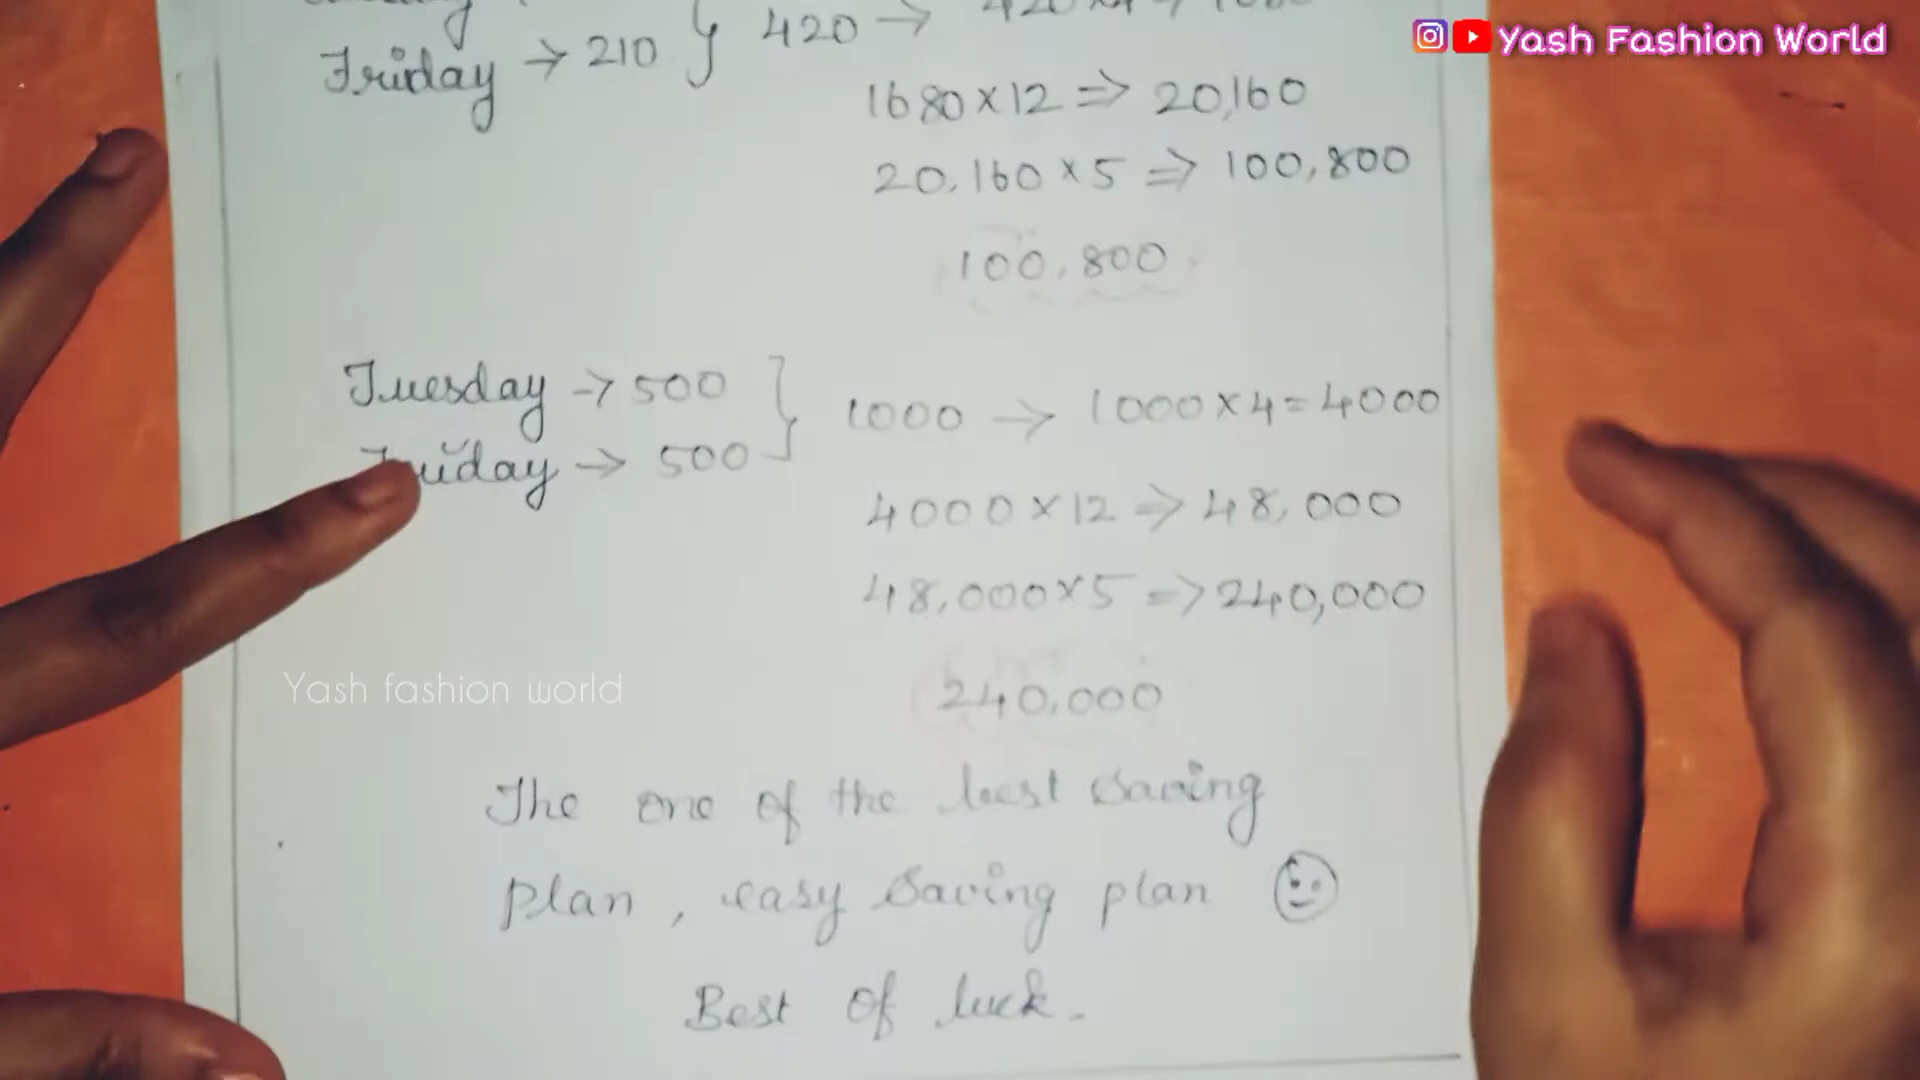 Friday → 210 } 420 → 420×4
Yash Fashion World
1680×12 => 20,160
20,160×5 => 100,800
100,800
Tuesday → 500 } 1000 → 1000×4=4000
Friday → 500
4000×12 => 48,000
48,000×5 => 240,000
Yash fashion world
240,000
The one of the best saving
plan, easy saving plan
Best of luck.